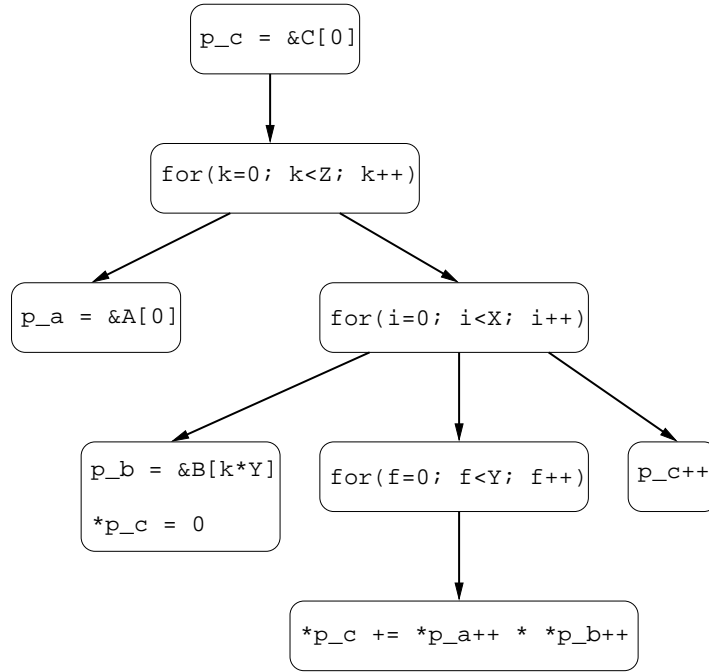 p_c = &C[0]
for(k=0; k<Z; k++)
p_a = &A[0]
for(i=0; i<X; i++)
p_b = &B[k*Y]
*p_c = 0
for(f=0; f<Y; f++)
p_c++
*p_c += *p_a++ * *p_b++